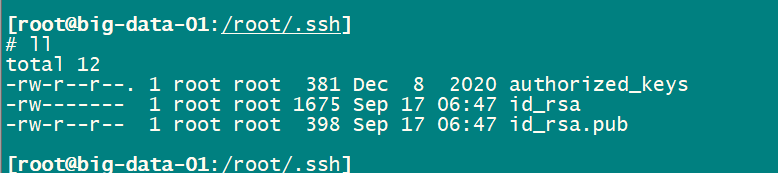 [root@big-data-01:/root/.ssh]
# ll
total 12
-rw-r--r--. 1 root root  381 Dec  8  2020 authorized_keys
-rw-------  1 root root 1675 Sep 17 06:47 id_rsa
-rw-r--r--  1 root root  398 Sep 17 06:47 id_rsa.pub
[root@big-data-01:/root/.ssh]